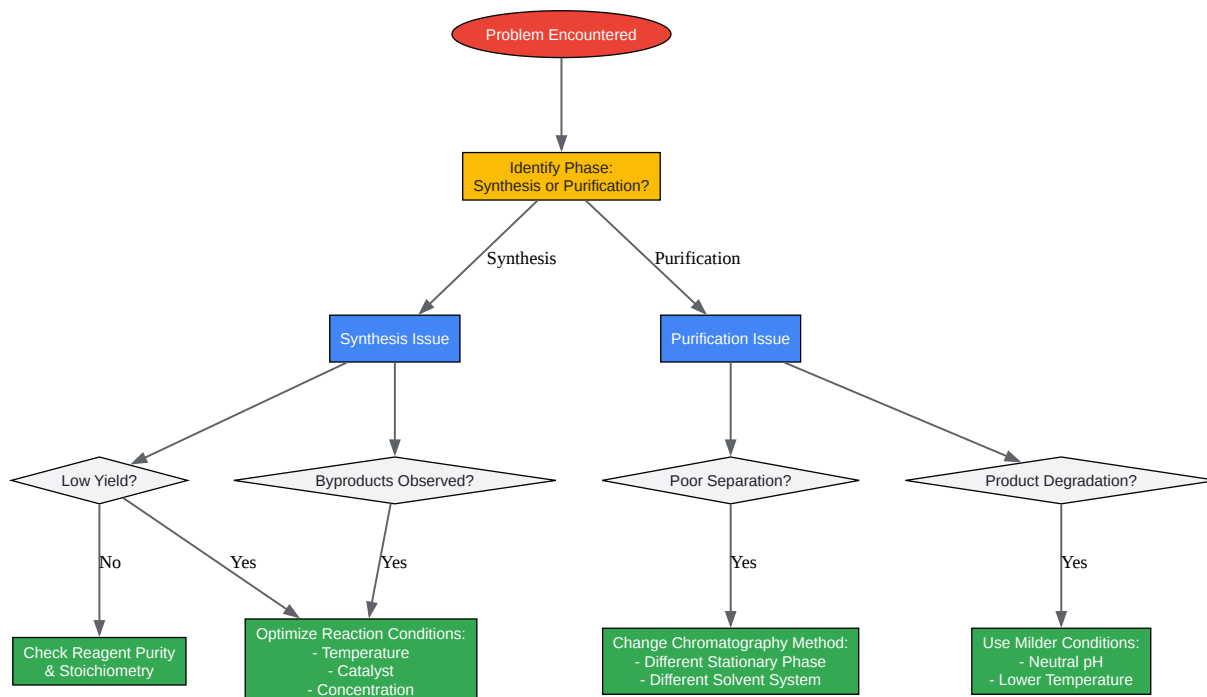 Problem Encountered
Identify Phase:
Synthesis or Purification?
Synthesis
Purification
Synthesis Issue
Purification Issue
Low Yield?
Byproducts Observed?
Poor Separation?
Product Degradation?
No
Yes
Yes
Yes
Yes
Check Reagent Purity
& Stoichiometry
Optimize Reaction Conditions:
- Temperature
- Catalyst
- Concentration
Change Chromatography Method:
- Different Stationary Phase
- Different Solvent System
Use Milder Conditions:
- Neutral pH
- Lower Temperature